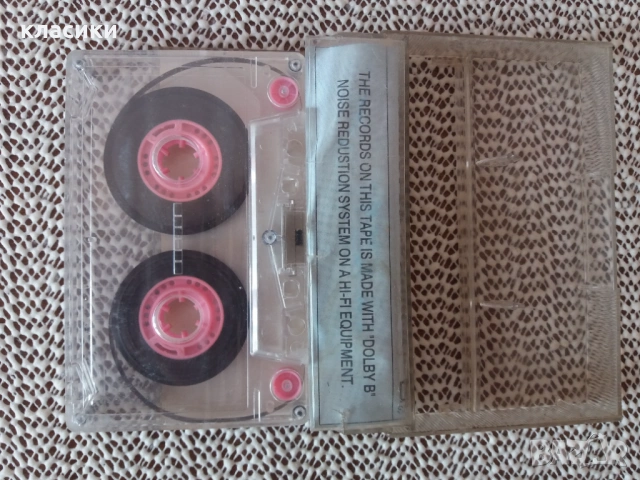 класики
THE RECORDS ON THIS TAPE IS MADE WITH "DOLBY B"
NOISE REDUSTION SYSTEM ON A HI-FI EQUIPMENT.